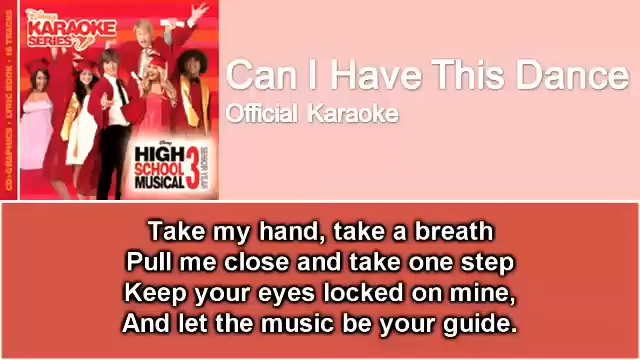 Disney
KARAOKE
SERIES
CD+GRAPHICS • LYRIC BOOK • 16 TRACKS
Disney
HIGH
SCHOOL
MUSICAL 3
SENIOR YEAR
Can I Have This Dance
Official Karaoke
Take my hand, take a breath
Pull me close and take one step
Keep your eyes locked on mine,
And let the music be your guide.